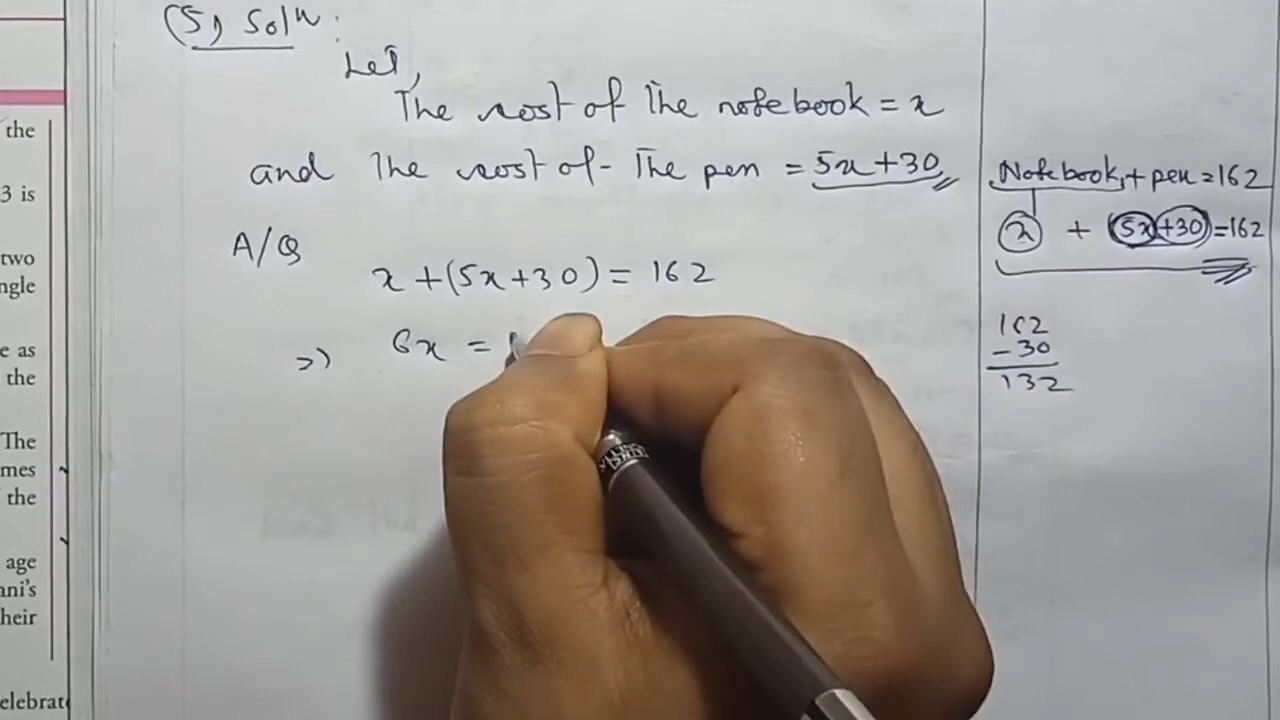 the
3 is
two
ngle
e as
the
The
mes
the
age
ani's
heir
elebrate
(5) Solⁿ:
Let,
The cost of The notebook = x
and The cost of The pen = 5x+30
A/Q
x + (5x+30) = 162
=> 6x =
Notebook + pen = 162
x + (5x+30) = 162
162
- 30
132